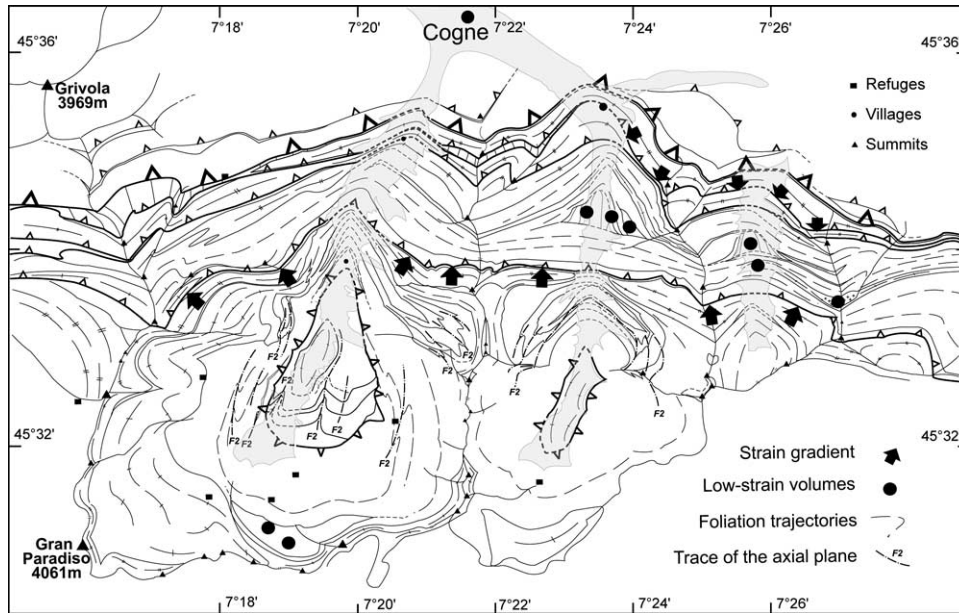 7°18' 7°20' 7°22' 7°24' 7°26'
Cogne
45°36' 45°36'
Grivola
3969m
Refuges
Villages
Summits
F2 F2 F2 F2
F2
F2 F2 F2 F2 F2
45°32' 45°32'
Strain gradient
Low-strain volumes
Foliation trajectories
Trace of the axial plane F2
Gran
Paradiso
4061m
7°18' 7°20' 7°22' 7°24' 7°26'